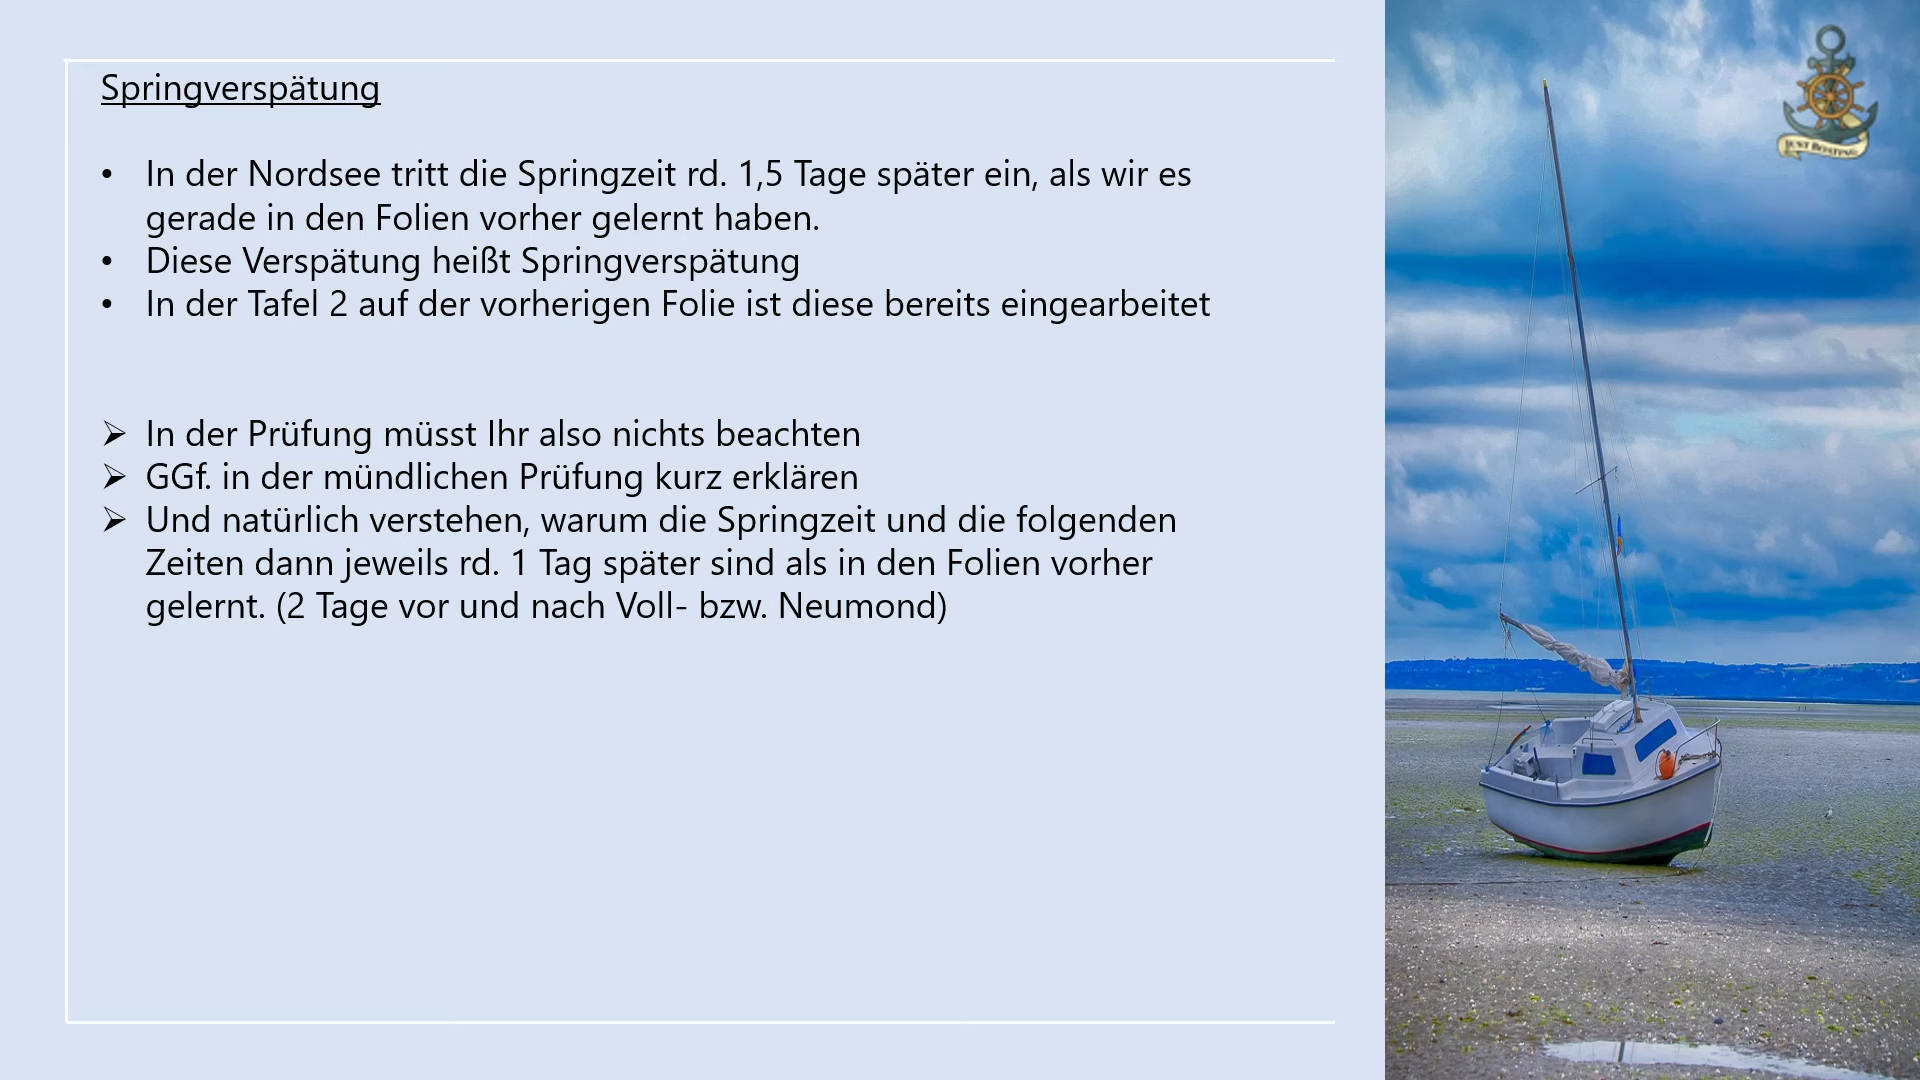 Springverspätung
• In der Nordsee tritt die Springzeit rd. 1,5 Tage später ein, als wir es
gerade in den Folien vorher gelernt haben.
• Diese Verspätung heißt Springverspätung
• In der Tafel 2 auf der vorherigen Folie ist diese bereits eingearbeitet
➢ In der Prüfung müsst Ihr also nichts beachten
➢ GGf. in der mündlichen Prüfung kurz erklären
➢ Und natürlich verstehen, warum die Springzeit und die folgenden
Zeiten dann jeweils rd. 1 Tag später sind als in den Folien vorher
gelernt. (2 Tage vor und nach Voll- bzw. Neumond)
JUST BOATING